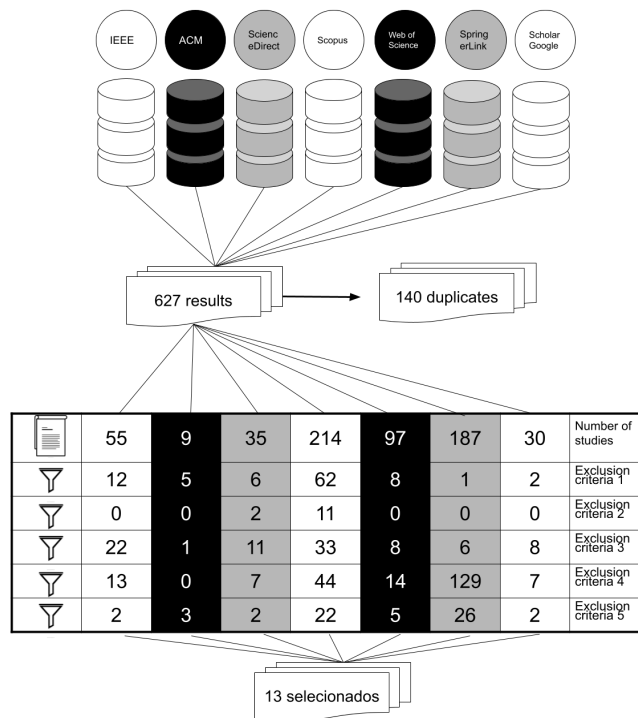 IEEE
ACM
Scienc
eDirect
Scopus
Web of
Science
Spring
erLink
Scholar
Google
627 results
140 duplicates
55 9 35 214 97 187 30 Number of
studies
12 5 6 62 8 1 2 Exclusion
criteria 1
0 0 2 11 0 0 0 Exclusion
criteria 2
22 1 11 33 8 6 8 Exclusion
criteria 3
13 0 7 44 14 129 7 Exclusion
criteria 4
2 3 2 22 5 26 2 Exclusion
criteria 5
13 selecionados